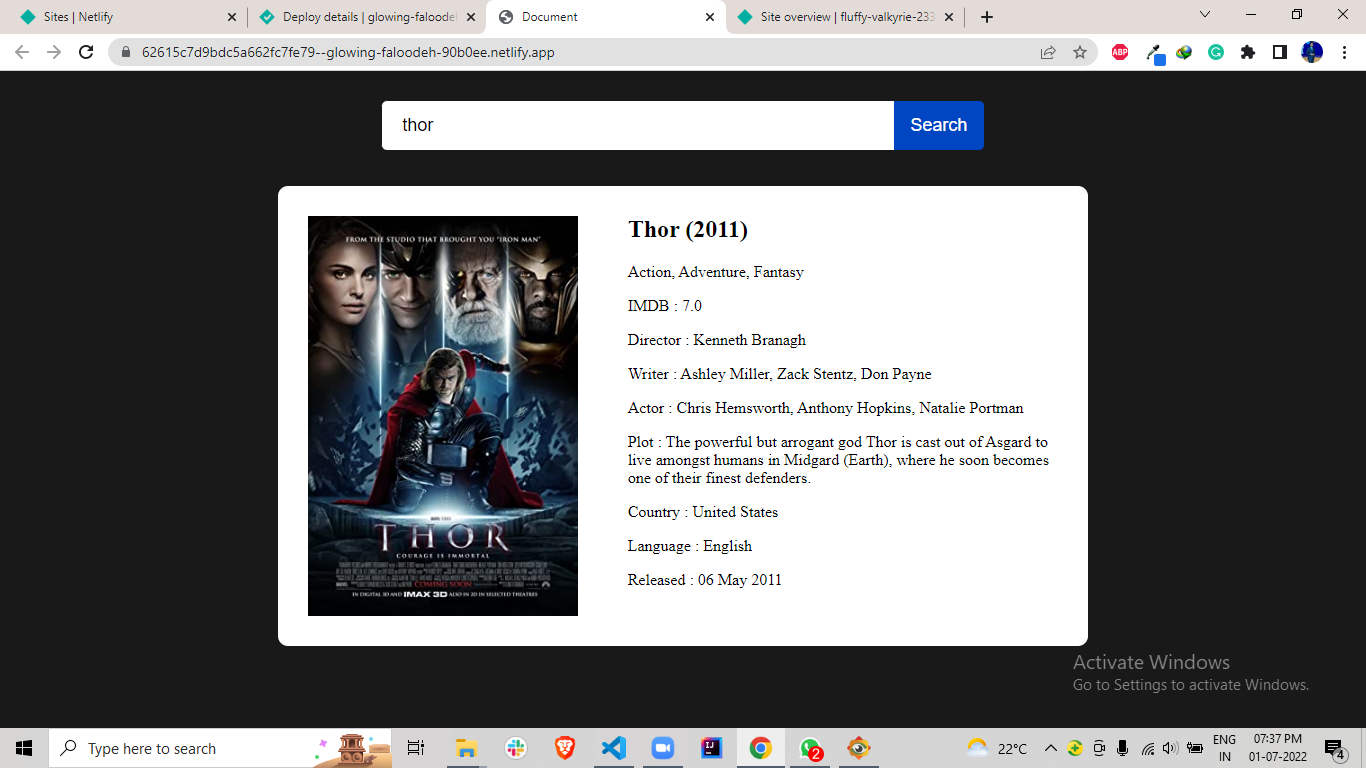 Sites | Netlify
Deploy details | glowing-faloodeh
Document
Site overview | fluffy-valkyrie-233
62615c7d9bdc5a662fc7fe79--glowing-faloodeh-90b0ee.netlify.app
ABP
thor
Search
FROM THE STUDIO THAT BROUGHT YOU "IRON MAN"
THOR
COURAGE IS IMMORTAL
COMING SOON
IN DIGITAL 3D AND IMAX 3D ALSO IN 2D IN SELECTED THEATRES
Thor (2011)
Action, Adventure, Fantasy
IMDB : 7.0
Director : Kenneth Branagh
Writer : Ashley Miller, Zack Stentz, Don Payne
Actor : Chris Hemsworth, Anthony Hopkins, Natalie Portman
Plot : The powerful but arrogant god Thor is cast out of Asgard to
live amongst humans in Midgard (Earth), where he soon becomes
one of their finest defenders.
Country : United States
Language : English
Released : 06 May 2011
Activate Windows
Go to Settings to activate Windows.
Type here to search
2
22°C
ENG
IN
07:37 PM
01-07-2022
4